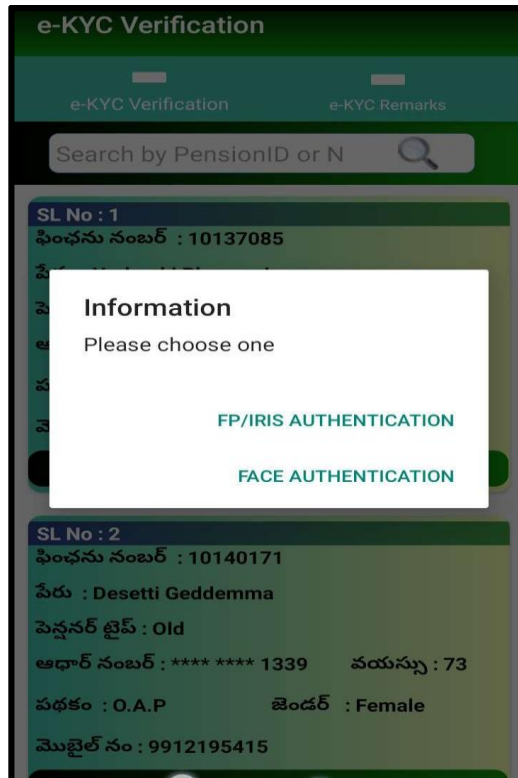 e-KYC Verification
e-KYC Verification e-KYC Remarks
Search by PensionID or N
SL No : 1
ఫింఛను నంబర్ : 10137085
Information
Please choose one
FP/IRIS AUTHENTICATION
FACE AUTHENTICATION
SL No : 2
ఫింఛను నంబర్ : 10140171
పేరు : Desetti Geddemma
పెన్షనర్ టైప్ : Old
ఆధార్ నంబర్ : **** **** 1339 వయస్సు : 73
పథకం : O.A.P జెండర్ : Female
మొబైల్ నం : 9912195415